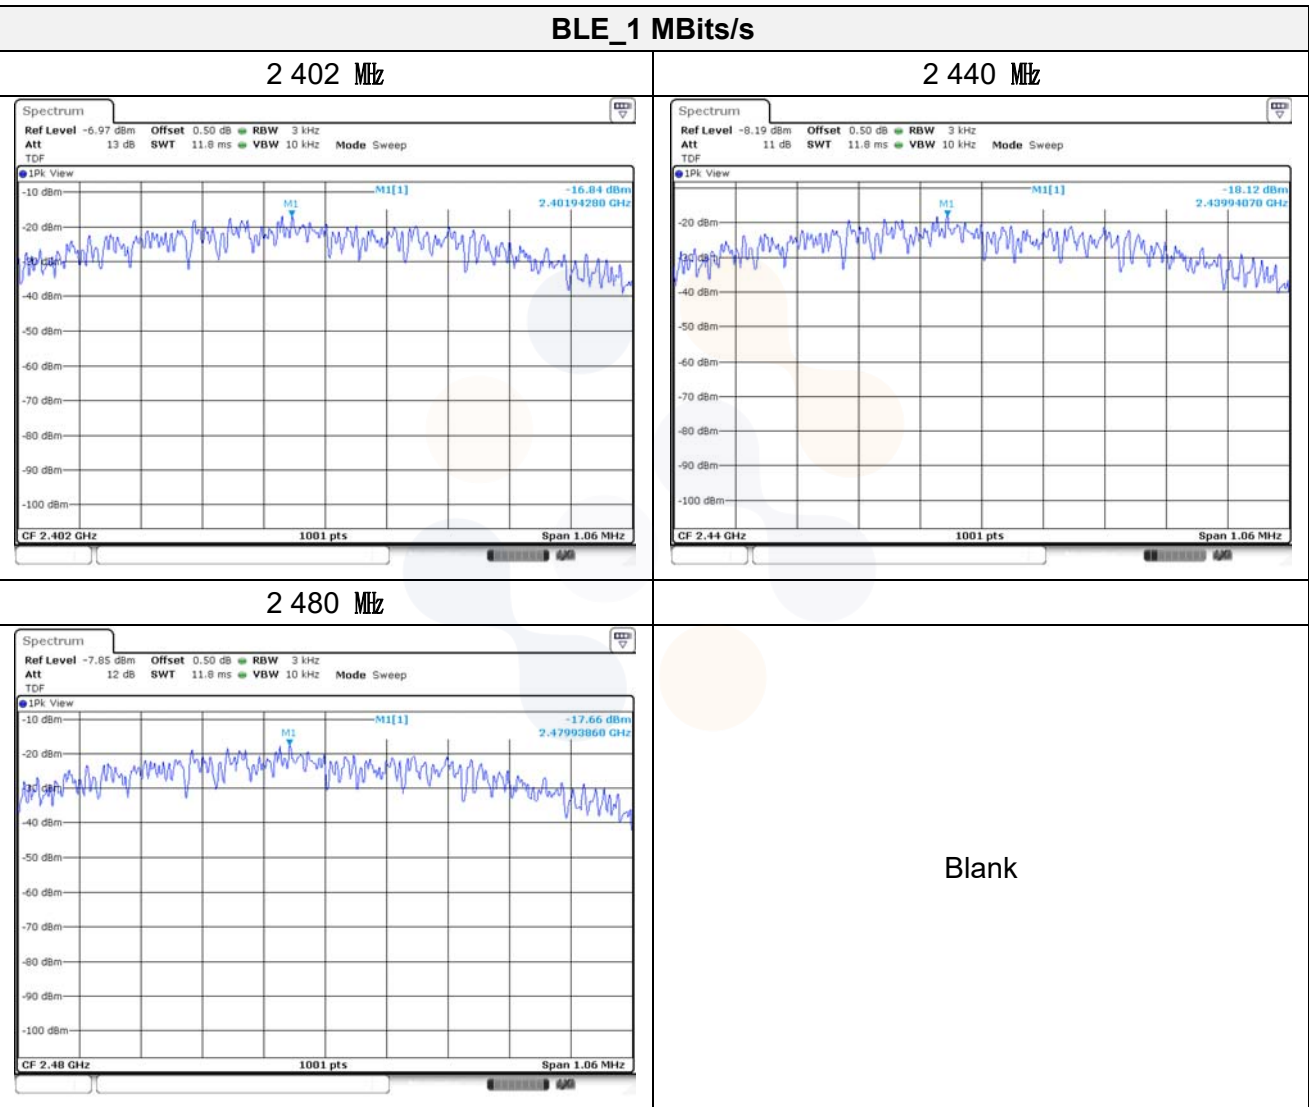 BLE_1 MBits/s
2 402 ㎒
2 440 ㎒
Spectrum
Ref Level -6.97 dBm Offset 0.50 dB RBW 3 kHz
Att 13 dB SWT 11.8 ms VBW 10 kHz Mode Sweep
TDF
1Pk View
M1[1] -16.84 dBm
2.40194280 GHz
M1
-10 dBm
-20 dBm
-30 dBm
-40 dBm
-50 dBm
-60 dBm
-70 dBm
-80 dBm
-90 dBm
-100 dBm
CF 2.402 GHz 1001 pts Span 1.06 MHz
Spectrum
Ref Level -8.19 dBm Offset 0.50 dB RBW 3 kHz
Att 11 dB SWT 11.8 ms VBW 10 kHz Mode Sweep
TDF
1Pk View
M1[1] -18.12 dBm
2.43994070 GHz
M1
-20 dBm
-30 dBm
-40 dBm
-50 dBm
-60 dBm
-70 dBm
-80 dBm
-90 dBm
-100 dBm
CF 2.44 GHz 1001 pts Span 1.06 MHz
2 480 ㎒
Spectrum
Ref Level -7.85 dBm Offset 0.50 dB RBW 3 kHz
Att 12 dB SWT 11.8 ms VBW 10 kHz Mode Sweep
TDF
1Pk View
M1[1] -17.66 dBm
2.47993860 GHz
M1
-10 dBm
-20 dBm
-30 dBm
-40 dBm
-50 dBm
-60 dBm
-70 dBm
-80 dBm
-90 dBm
-100 dBm
CF 2.48 GHz 1001 pts Span 1.06 MHz
Blank